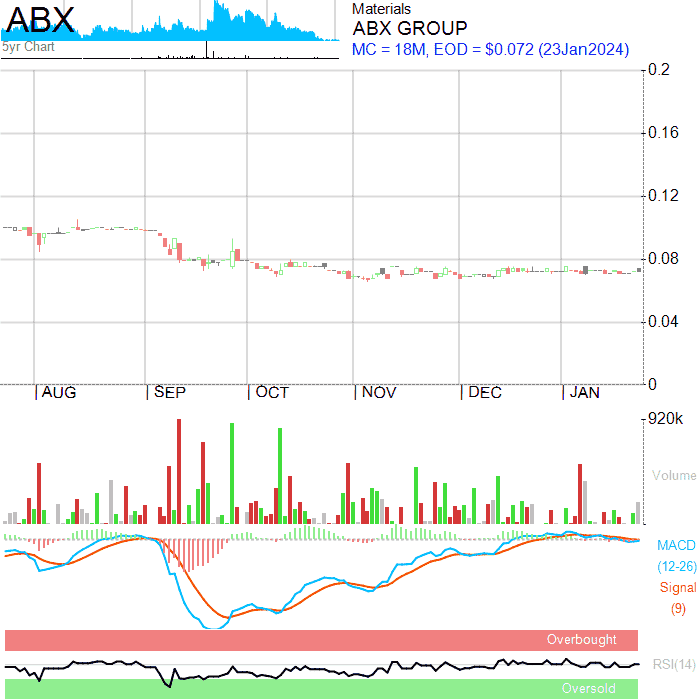 ABX
5yr Chart
Materials
ABX GROUP
MC = 18M, EOD = $0.072 (23Jan2024)
0.2
0.16
0.12
0.08
0.04
0
AUG SEP OCT NOV DEC JAN
920k
Volume
MACD
(12-26)
Signal
(9)
Overbought
RSI(14)
Oversold